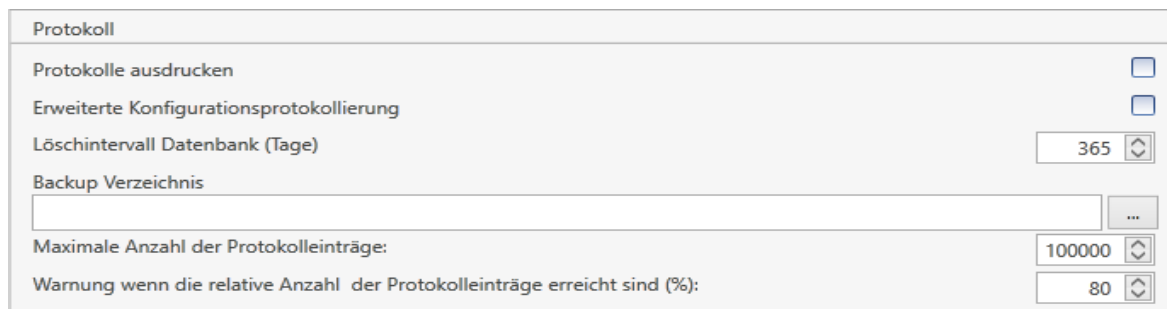 Protokoll
Protokolle ausdrucken
Erweiterte Konfigurationsprotokollierung
Löschintervall Datenbank (Tage) 365
Backup Verzeichnis
...
Maximale Anzahl der Protokolleinträge: 100000
Warnung wenn die relative Anzahl  der Protokolleinträge erreicht sind (%): 80